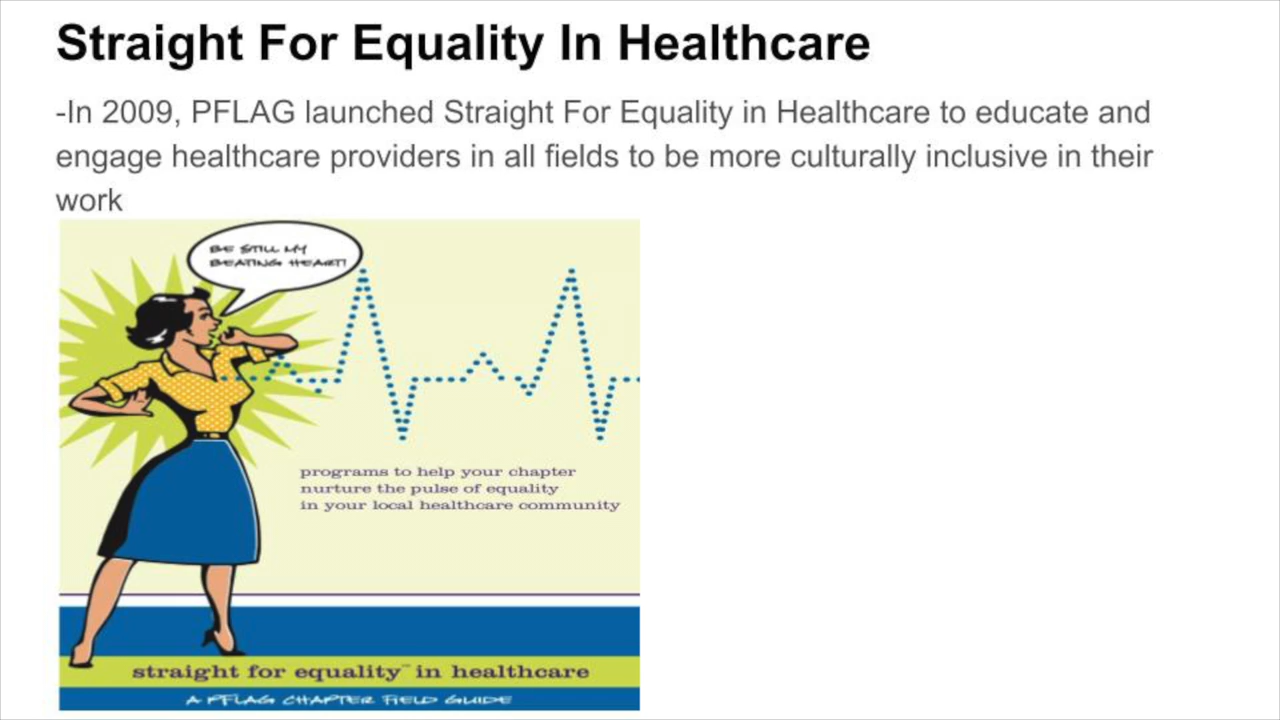 Straight For Equality In Healthcare
-In 2009, PFLAG launched Straight For Equality in Healthcare to educate and
engage healthcare providers in all fields to be more culturally inclusive in their
work
BE STILL MY
BEATING HEART!
programs to help your chapter
nurture the pulse of equality
in your local healthcare community
straight for equality™ in healthcare
A PFLAG CHAPTER FIELD GUIDE